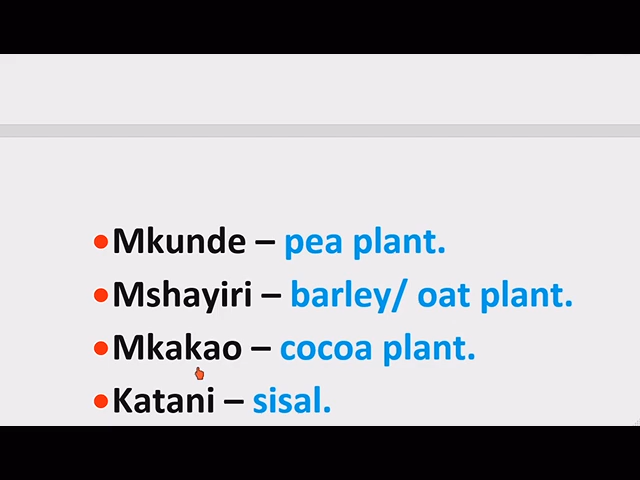 •Mkunde – pea plant.
•Mshayiri – barley/ oat plant.
•Mkakao – cocoa plant.
•Katani – sisal.